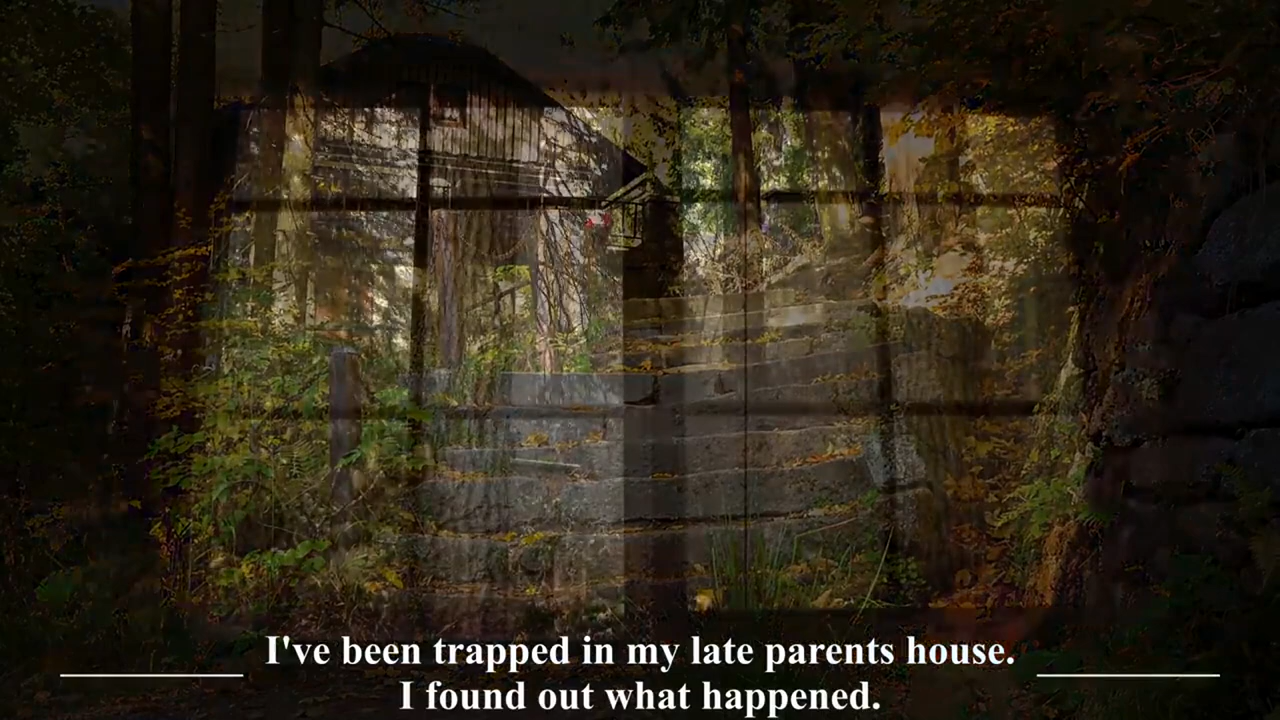 I've been trapped in my late parents house.
I found out what happened.